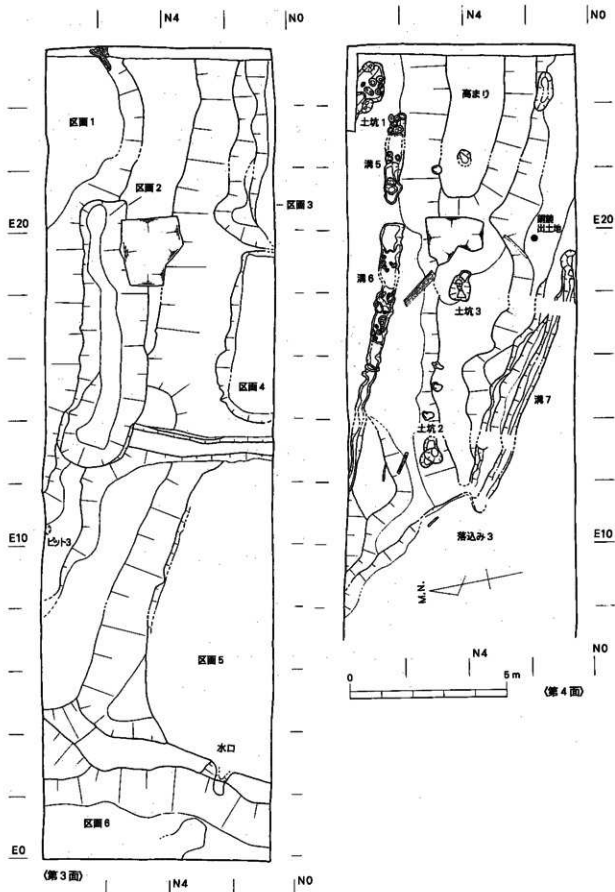 N4
N0
区画1
区画2
区画3
E20
区画4
ピット3
E10
区画5
水口
区画6
E0
〈第3面〉
N4
N0
N4
N0
高まり
土坑1
溝5
E20
銅鏃
出土地
溝6
土坑3
溝7
土坑2
落込み3
E10
M.N.
N4
N0
0
5m
〈第4面〉